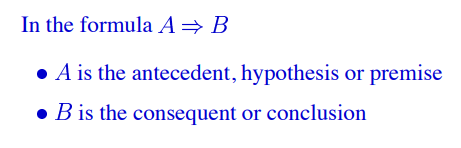 In the formula A ⇒ B
• A is the antecedent, hypothesis or premise
• B is the consequent or conclusion